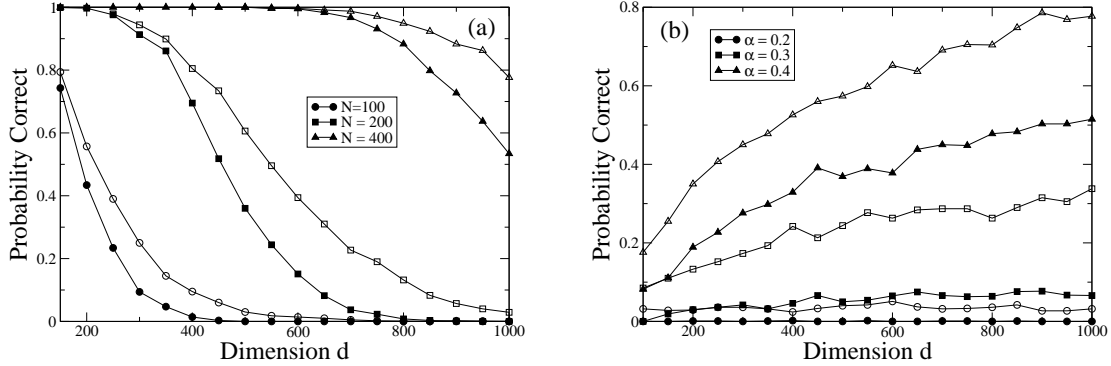 (a)
Probability Correct
1
0.8
0.6
0.4
0.2
0
N=100
N = 200
N = 400
200
400
600
800
1000
Dimension d
(b)
Probability Correct
0.8
0.6
0.4
0.2
0
α = 0.2
α = 0.3
α = 0.4
200
400
600
800
1000
Dimension d